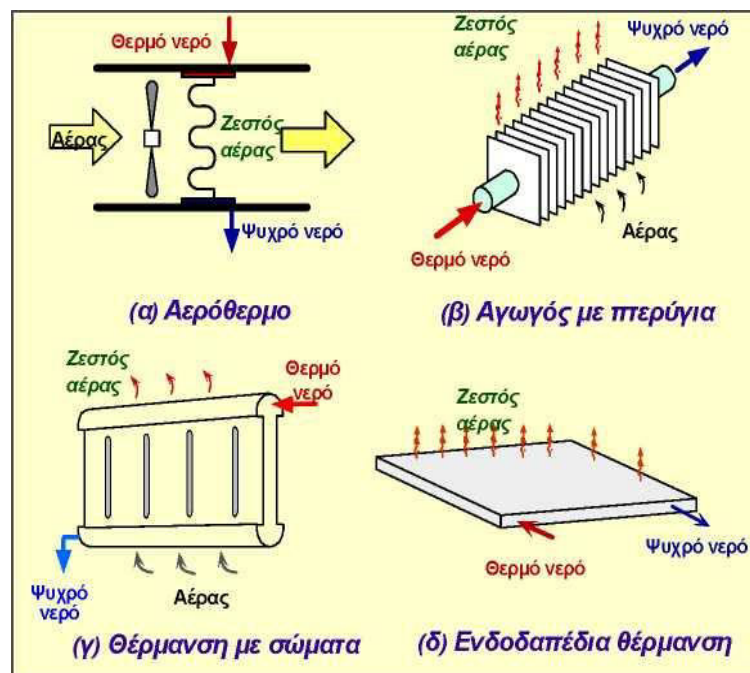 Θερμό νερό
Αέρας
Ζεστός
αέρας
Ψυχρό νερό
(α) Αερόθερμο
Ζεστός
αέρας
Ψυχρό νερό
Θερμό νερό
Αέρας
(β) Αγωγός με πτερύγια
Ζεστός
αέρας
Θερμό
νερό
Ψυχρό
νερό
Αέρας
(γ) Θέρμανση με σώματα
Ζεστός
αέρας
Θερμό νερό
Ψυχρό νερό
(δ) Ενδοδαπέδια θέρμανση